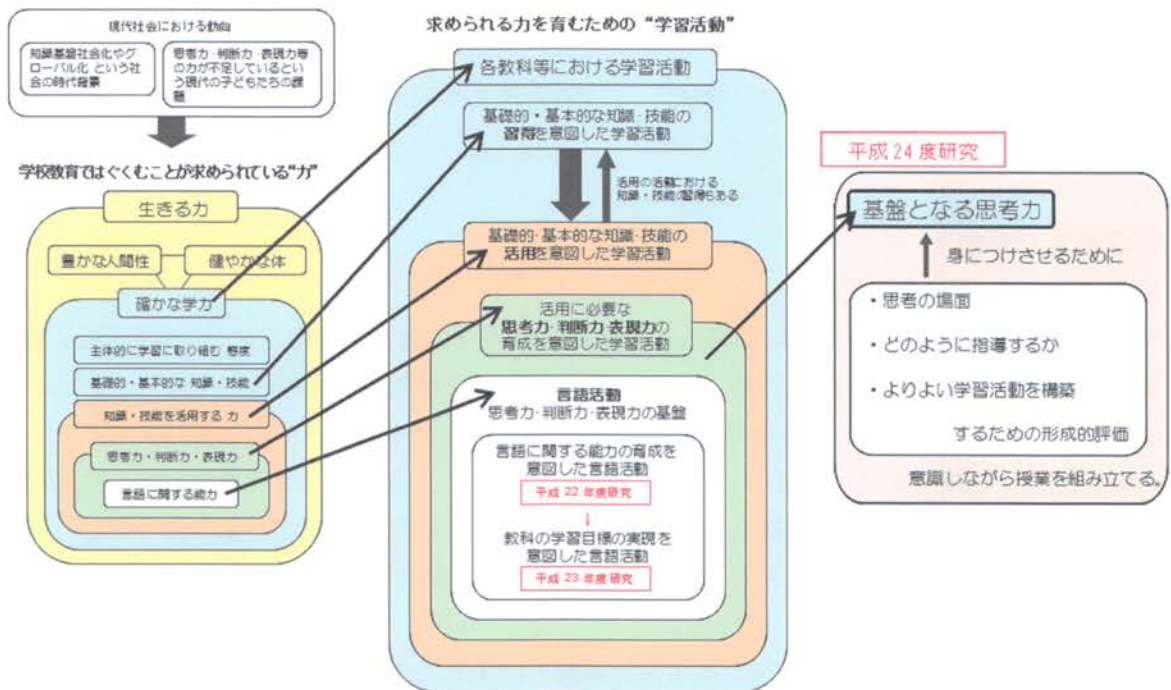 現代社会における動向
知識基盤社会化やグ
ローバル化 という社
会の時代背景
思考力・判断力・表現力等
の力が不足しているとい
う現代の子どもたちの課
題
学校教育ではぐくむことが求められている“力”
生きる力
豊かな人間性
健やかな体
確かな学力
主体的に学習に取り組む 態度
基礎的・基本的な 知識・技能
知識・技能を活用する 力
思考力・判断力・表現力
言語に関する能力
求められる力を育むための “学習活動”
各教科等における学習活動
基礎的・基本的な知識・技能の
習得を意図した学習活動
活用の活動における
知識・技能の習得もある
基礎的・基本的な知識・技能の
活用を意図した学習活動
活用に必要な
思考力・判断力・表現力の
育成を意図した学習活動
言語活動
思考力・判断力・表現力の基盤
言語に関する能力の育成を
意図した言語活動
平成 22 年度研究
↓
教科の学習目標の実現を
意図した言語活動
平成 23 年度研究
平成 24 度研究
基盤となる思考力
身につけさせるために
・思考の場面
・どのように指導するか
・よりよい学習活動を構築
するための形成的評価
意識しながら授業を組み立てる。